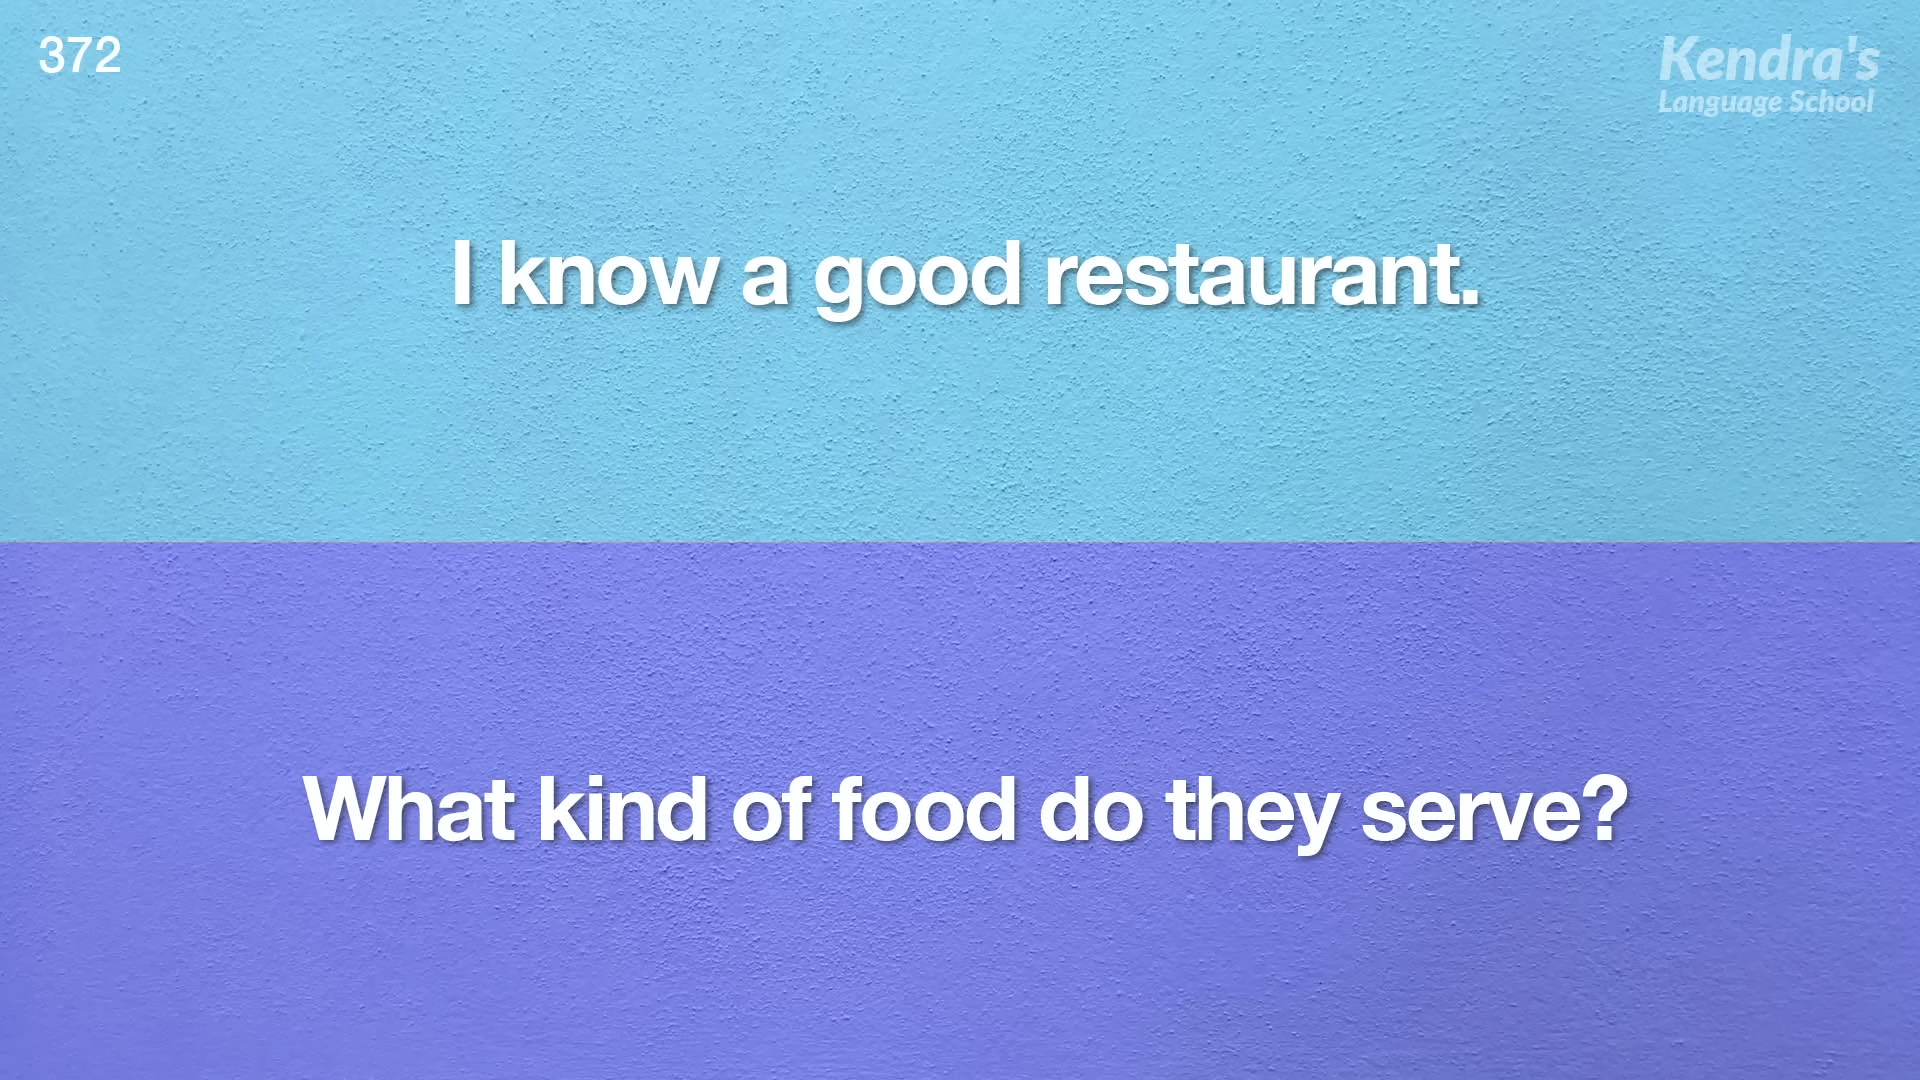 372
Kendra's
Language School
I know a good restaurant.
What kind of food do they serve?